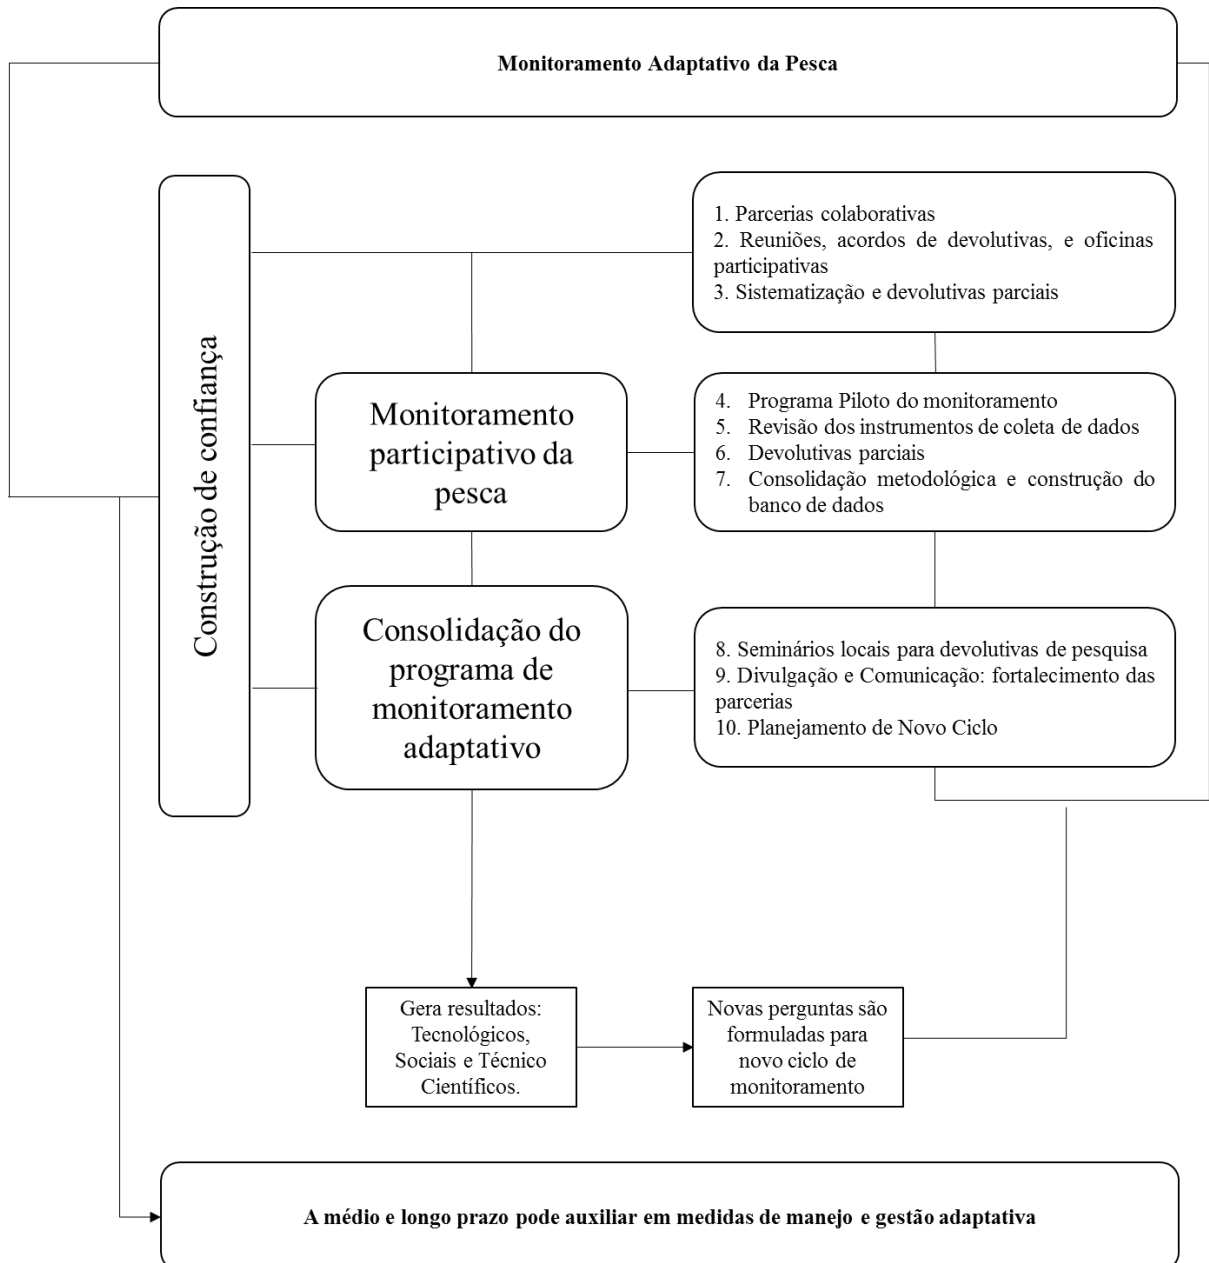 Monitoramento Adaptativo da Pesca
Construção de confiança
1. Parcerias colaborativas
2. Reuniões, acordos de devolutivas, e oficinas
participativas
3. Sistematização e devolutivas parciais
Monitoramento
participativo da
pesca
4. Programa Piloto do monitoramento
5. Revisão dos instrumentos de coleta de dados
6. Devolutivas parciais
7. Consolidação metodológica e construção do
banco de dados
Consolidação do
programa de
monitoramento
adaptativo
8. Seminários locais para devolutivas de pesquisa
9. Divulgação e Comunicação: fortalecimento das
parcerias
10. Planejamento de Novo Ciclo
Gera resultados:
Tecnológicos,
Sociais e Técnico
Científicos.
Novas perguntas são
formuladas para
novo ciclo de
monitoramento
A médio e longo prazo pode auxiliar em medidas de manejo e gestão adaptativa